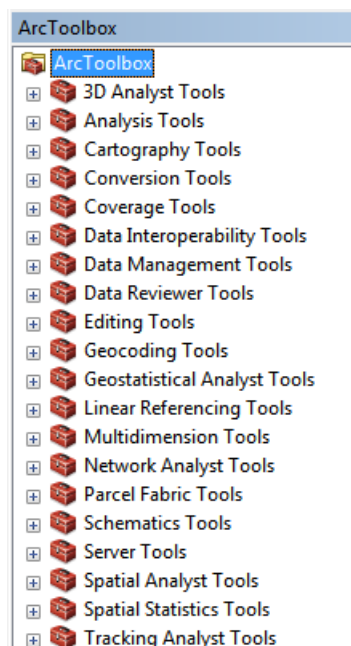 ArcToolbox
ArcToolbox
3D Analyst Tools
Analysis Tools
Cartography Tools
Conversion Tools
Coverage Tools
Data Interoperability Tools
Data Management Tools
Data Reviewer Tools
Editing Tools
Geocoding Tools
Geostatistical Analyst Tools
Linear Referencing Tools
Multidimension Tools
Network Analyst Tools
Parcel Fabric Tools
Schematics Tools
Server Tools
Spatial Analyst Tools
Spatial Statistics Tools
Tracking Analyst Tools